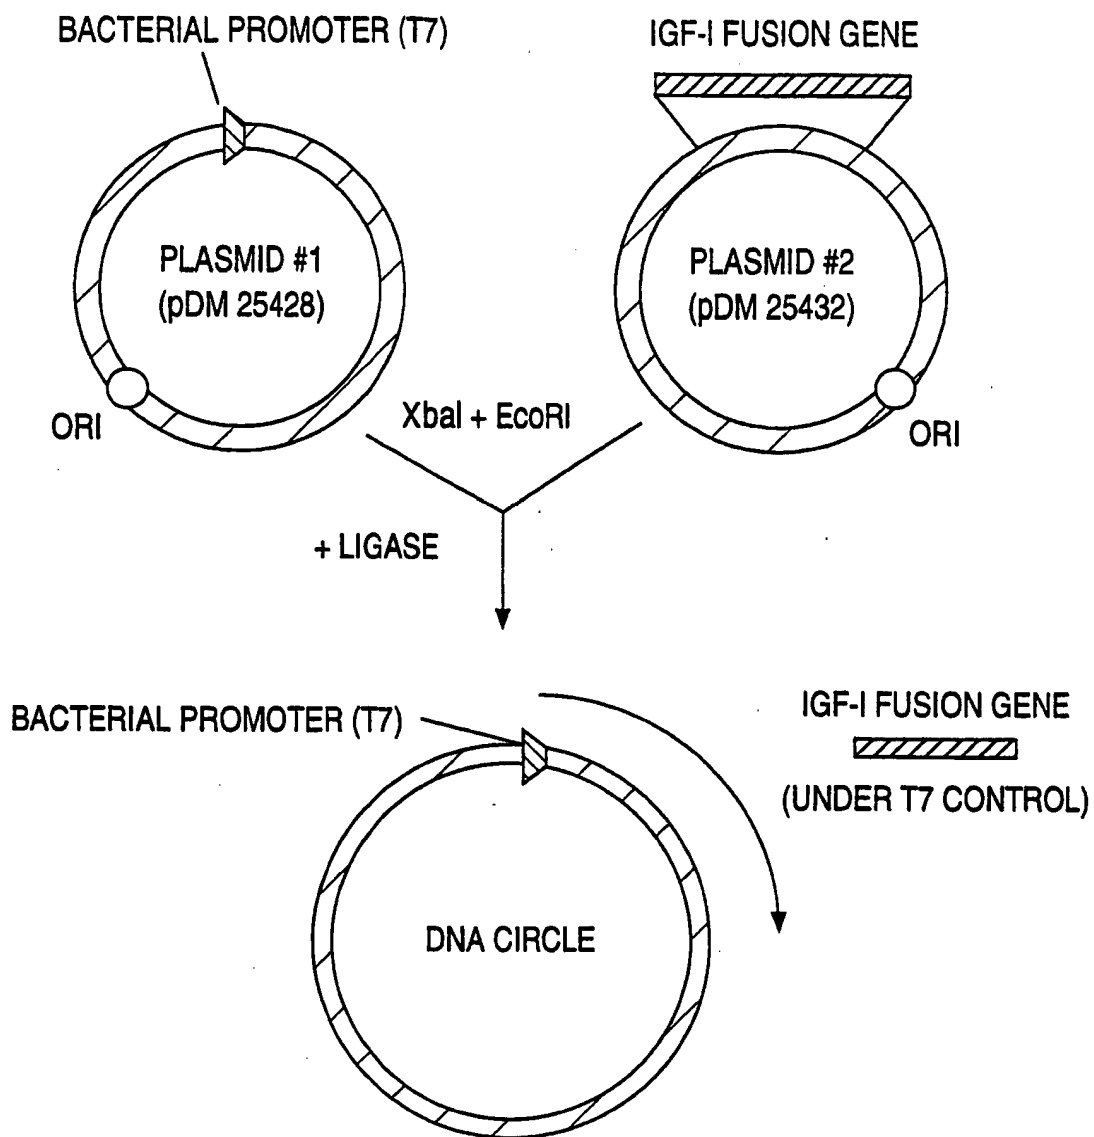 BACTERIAL PROMOTER (T7)
IGF-I FUSION GENE
PLASMID #1
(pDM 25428)
PLASMID #2
(pDM 25432)
ORI
XbaI + EcoRI
ORI
+ LIGASE
BACTERIAL PROMOTER (T7)
IGF-I FUSION GENE
(UNDER T7 CONTROL)
DNA CIRCLE